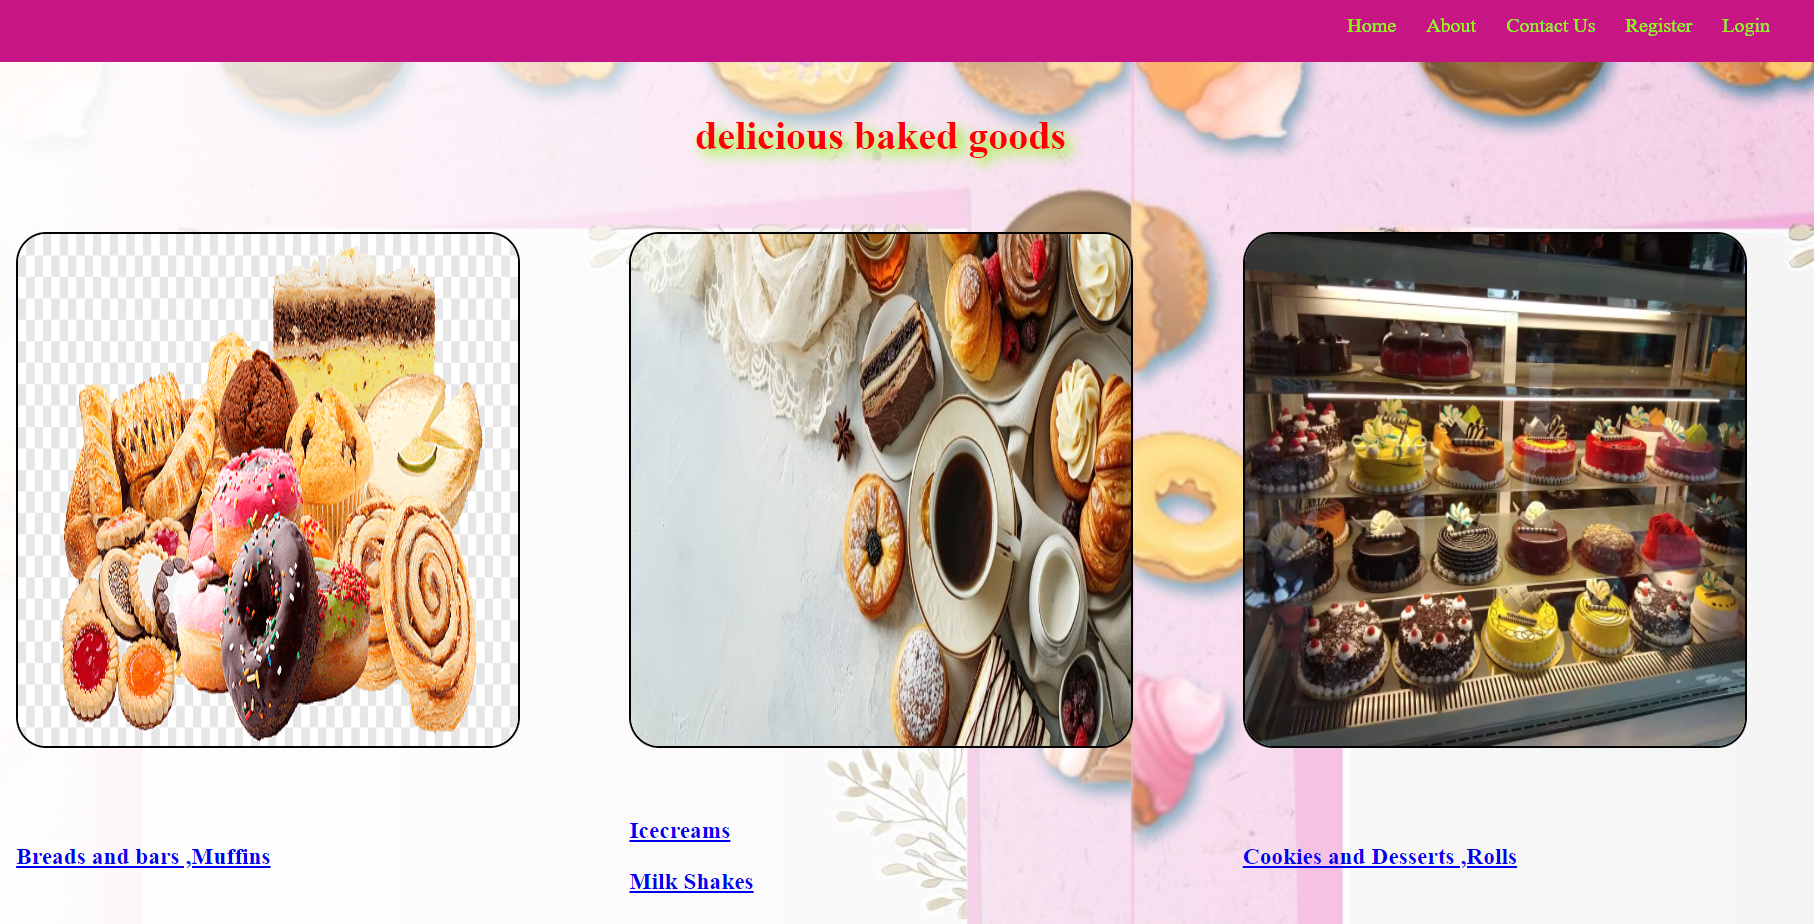 Home About Contact Us Register Login
delicious baked goods
Icecreams
Breads and bars ,Muffins
Cookies and Desserts ,Rolls
Milk Shakes